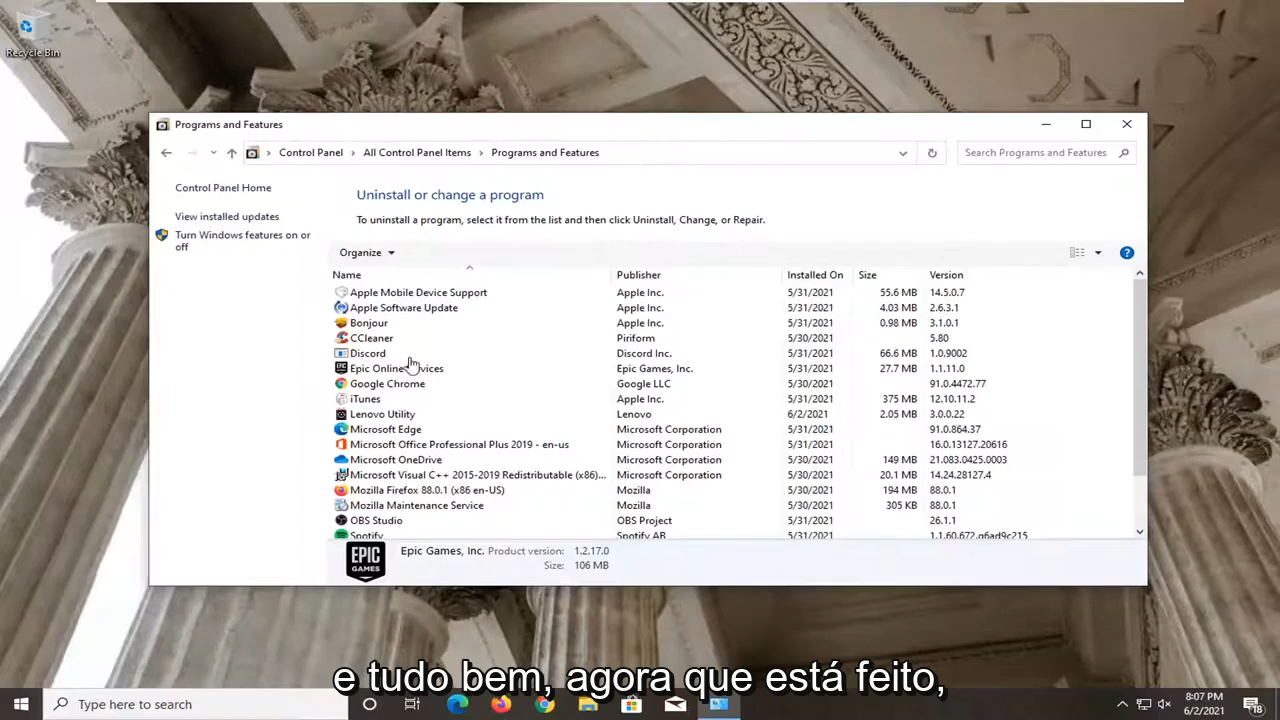 Recycle Bin
Programs and Features
Control Panel > All Control Panel Items > Programs and Features
Search Programs and Features
Control Panel Home
View installed updates
Turn Windows features on or
off
Uninstall or change a program
To uninstall a program, select it from the list and then click Uninstall, Change, or Repair.
Organize
Name Publisher Installed On Size Version
Apple Mobile Device Support Apple Inc. 5/31/2021 55.6 MB 14.5.0.7
Apple Software Update Apple Inc. 5/31/2021 4.03 MB 2.6.3.1
Bonjour Apple Inc. 5/31/2021 0.98 MB 3.1.0.1
CCleaner Piriform 5/30/2021 5.80
Discord Discord Inc. 5/31/2021 66.6 MB 1.0.9002
Epic Online Services Epic Games, Inc. 5/31/2021 27.7 MB 1.1.11.0
Google Chrome Google LLC 5/30/2021 91.0.4472.77
iTunes Apple Inc. 5/31/2021 375 MB 12.10.11.2
Lenovo Utility Lenovo 6/2/2021 2.05 MB 3.0.0.22
Microsoft Edge Microsoft Corporation 5/31/2021 91.0.864.37
Microsoft Office Professional Plus 2019 - en-us Microsoft Corporation 5/31/2021 16.0.13127.20616
Microsoft OneDrive Microsoft Corporation 5/30/2021 149 MB 21.083.0425.0003
Microsoft Visual C++ 2015-2019 Redistributable (x86)... Microsoft Corporation 5/30/2021 20.1 MB 14.24.28127.4
Mozilla Firefox 88.0.1 (x86 en-US) Mozilla 5/30/2021 194 MB 88.0.1
Mozilla Maintenance Service Mozilla 5/30/2021 305 KB 88.0.1
OBS Studio OBS Project 5/31/2021 26.1.1
Spotify Spotify AB 5/31/2021 1.1.60.672.g6ad9c215
EPIC GAMES
Epic Games, Inc. Product version: 1.2.17.0
Size: 106 MB
e tudo bem, agora que está feito,
Type here to search
8:07 PM
6/2/2021
18